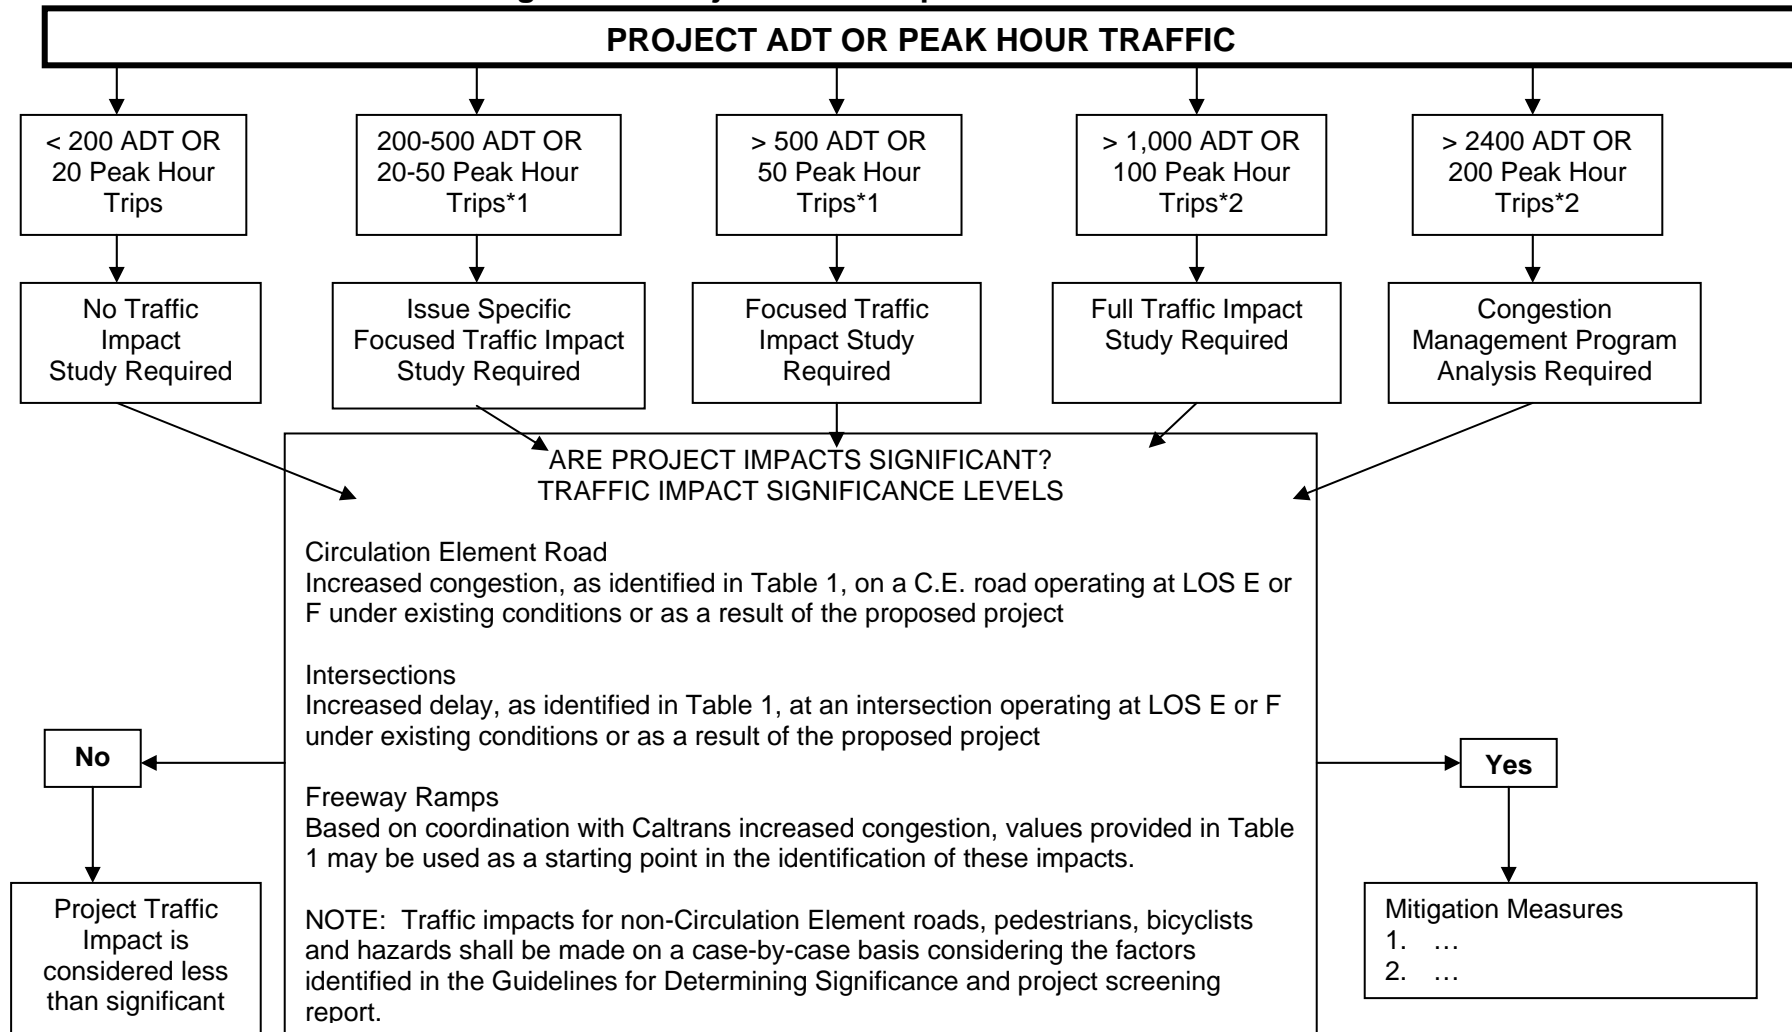 PROJECT ADT OR PEAK HOUR TRAFFIC
< 200 ADT OR
20 Peak Hour
Trips
200-500 ADT OR
20-50 Peak Hour
Trips*1
> 500 ADT OR
50 Peak Hour
Trips*1
> 1,000 ADT OR
100 Peak Hour
Trips*2
> 2400 ADT OR
200 Peak Hour
Trips*2
No Traffic
Impact
Study Required
Issue Specific
Focused Traffic Impact
Study Required
Focused Traffic
Impact Study
Required
Full Traffic Impact
Study Required
Congestion
Management Program
Analysis Required
ARE PROJECT IMPACTS SIGNIFICANT?
TRAFFIC IMPACT SIGNIFICANCE LEVELS
Circulation Element Road
Increased congestion, as identified in Table 1, on a C.E. road operating at LOS E or
F under existing conditions or as a result of the proposed project
Intersections
Increased delay, as identified in Table 1, at an intersection operating at LOS E or F
under existing conditions or as a result of the proposed project
Freeway Ramps
Based on coordination with Caltrans increased congestion, values provided in Table
1 may be used as a starting point in the identification of these impacts.
NOTE: Traffic impacts for non-Circulation Element roads, pedestrians, bicyclists
and hazards shall be made on a case-by-case basis considering the factors
identified in the Guidelines for Determining Significance and project screening
report.
No
Yes
Project Traffic
Impact is
considered less
than significant
Mitigation Measures
1. …
2. …